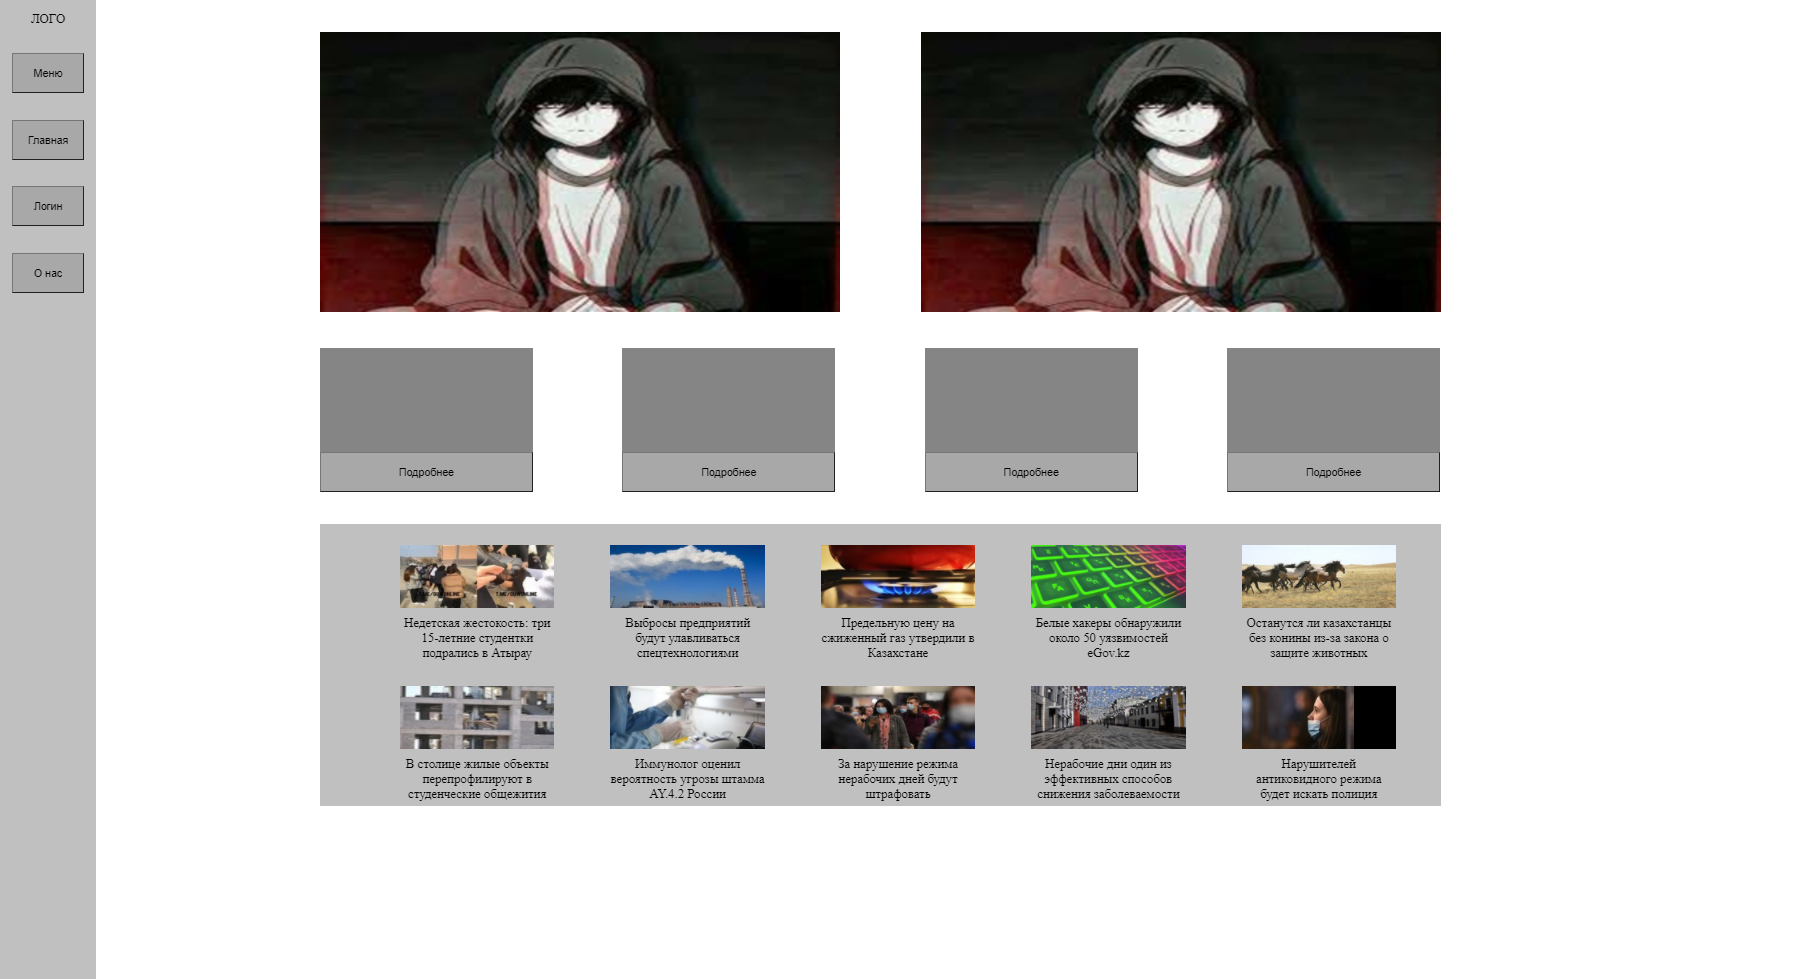 ЛОГО
Меню
Главная
Логин
О нас
Подробнее
Подробнее
Подробнее
Подробнее
Недетская жестокость: три
15-летние студентки
подрались в Атырау
Выбросы предприятий
будут улавливаться
спецтехнологиями
Предельную цену на
сжиженный газ утвердили в
Казахстане
Белые хакеры обнаружили
около 50 уязвимостей
eGov.kz
Останутся ли казахстанцы
без конины из-за закона о
защите животных
В столице жилые объекты
перепрофилируют в
студенческие общежития
Иммунолог оценил
вероятность угрозы штамма
AY.4.2 России
За нарушение режима
нерабочих дней будут
штрафовать
Нерабочие дни один из
эффективных способов
снижения заболеваемости
Нарушителей
антиковидного режима
будет искать полиция